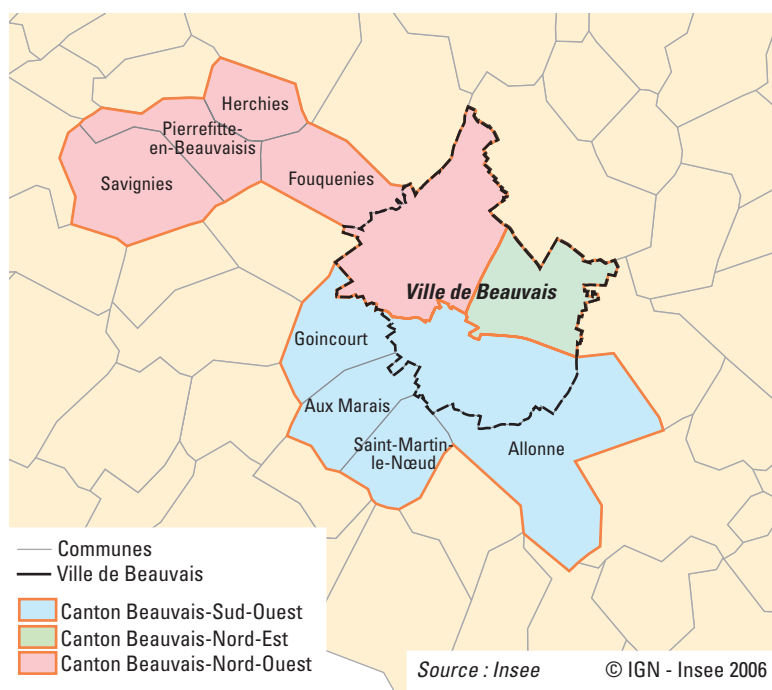 Herchies
Pierrefitte-
en-Beauvaisis
Savignies
Fouquenies
Ville de Beauvais
Goincourt
Aux Marais
Saint-Martin-
le-Nœud
Allonne
Communes
Ville de Beauvais
Canton Beauvais-Sud-Ouest
Canton Beauvais-Nord-Est
Canton Beauvais-Nord-Ouest
Source : Insee © IGN - Insee 2006